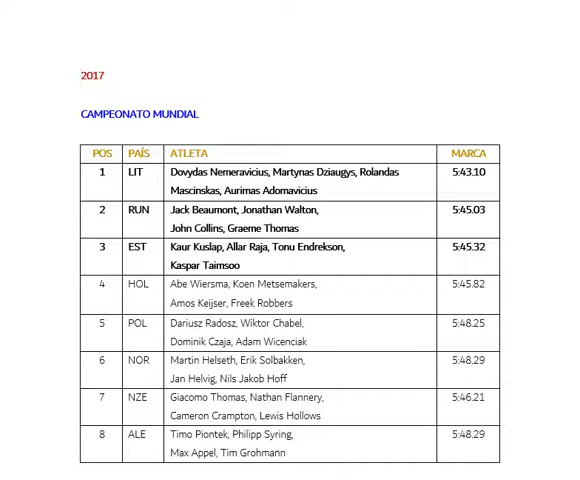 2017
CAMPEONATO MUNDIAL
POS PAÍS ATLETA MARCA
1 LIT Dovydas Nemeravicius, Martynas Dziaugys, Rolandas 5:43.10
Mascinskas, Aurimas Adomavicius
2 RUN Jack Beaumont, Jonathan Walton, 5:45.03
John Collins, Graeme Thomas
3 EST Kaur Kuslap, Allar Raja, Tonu Endrekson, 5:45.32
Kaspar Taimsoo
4 HOL Abe Wiersma, Koen Metsemakers, 5:45.82
Amos Keijser, Freek Robbers
5 POL Dariusz Radosz, Wiktor Chabel, 5:48.25
Dominik Czaja, Adam Wicenciak
6 NOR Martin Helseth, Erik Solbakken, 5:48.29
Jan Helvig, Nils Jakob Hoff
7 NZE Giacomo Thomas, Nathan Flannery, 5:46.21
Cameron Crampton, Lewis Hollows
8 ALE Timo Piontek, Philipp Syring, 5:48.29
Max Appel, Tim Grohmann